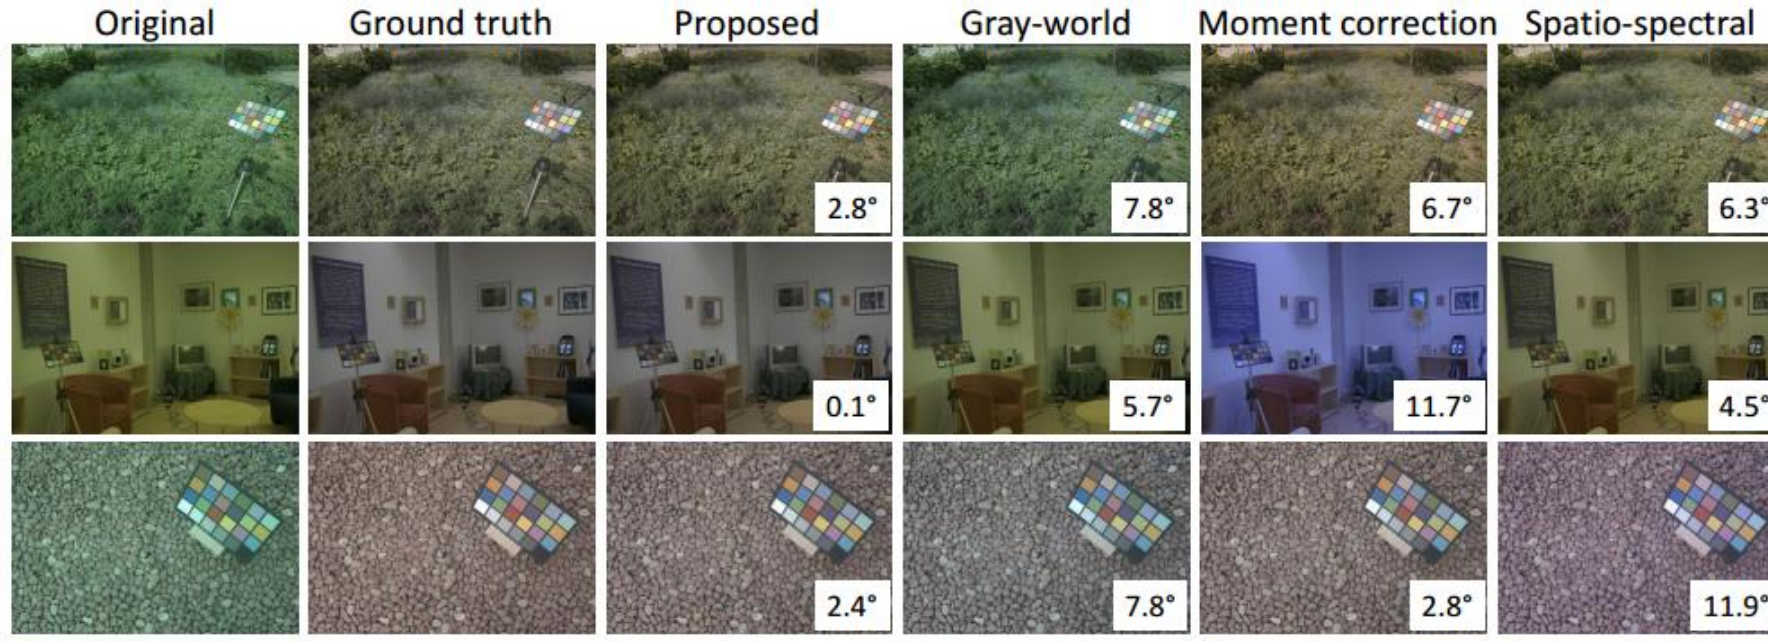 Original Ground truth Proposed Gray-world Moment correction Spatio-spectral
2.8° 7.8° 6.7° 6.3°
0.1° 5.7° 11.7° 4.5°
2.4° 7.8° 2.8° 11.9°